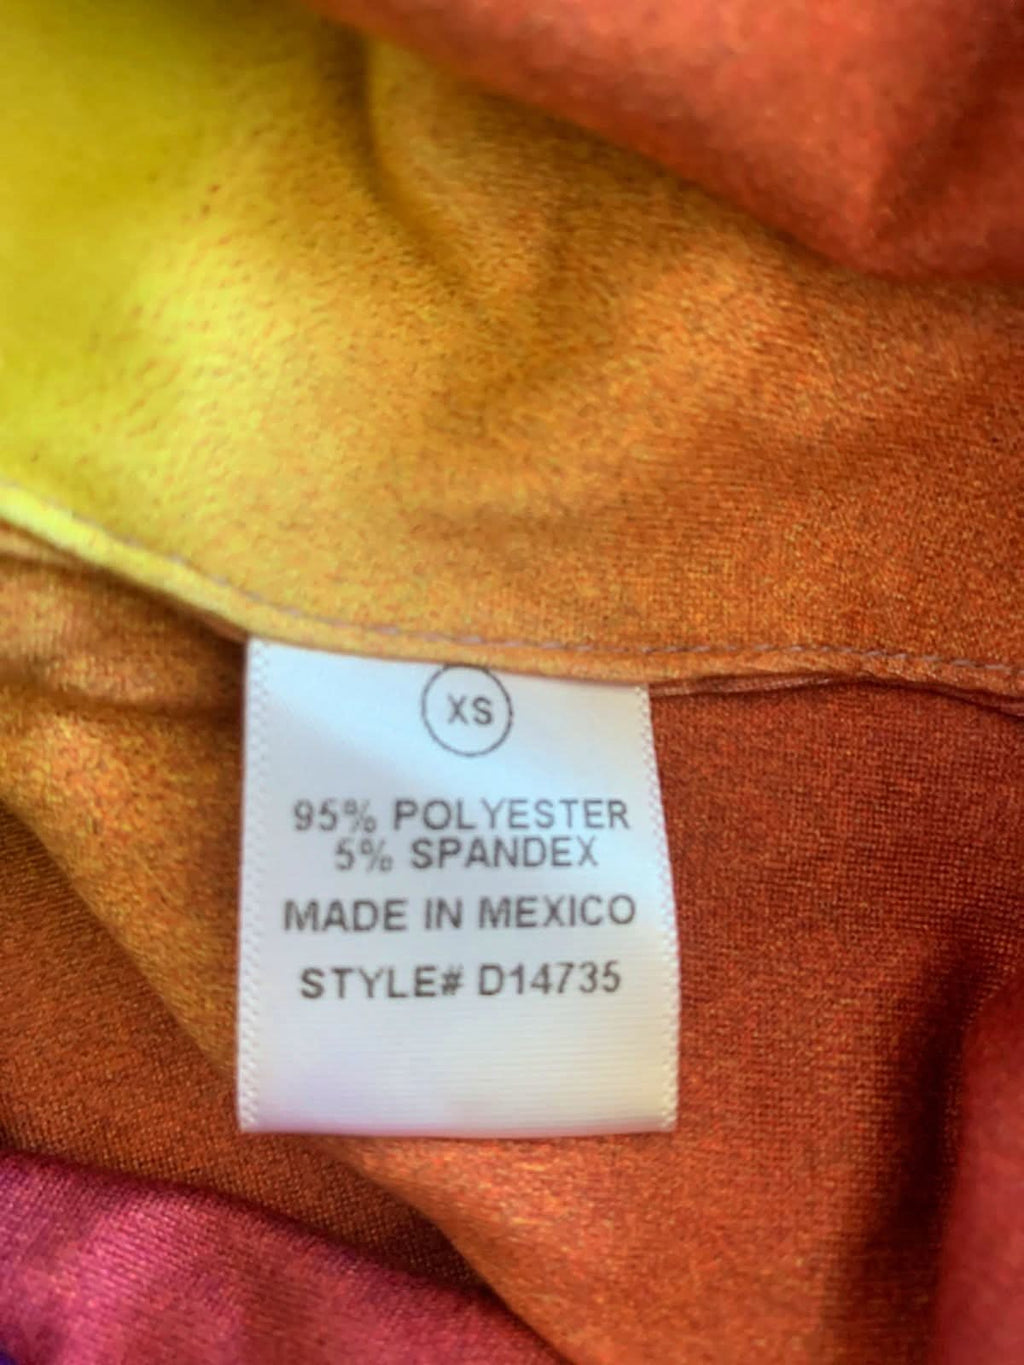 XS
95% POLYESTER
5% SPANDEX
MADE IN MEXICO
STYLE# D14735